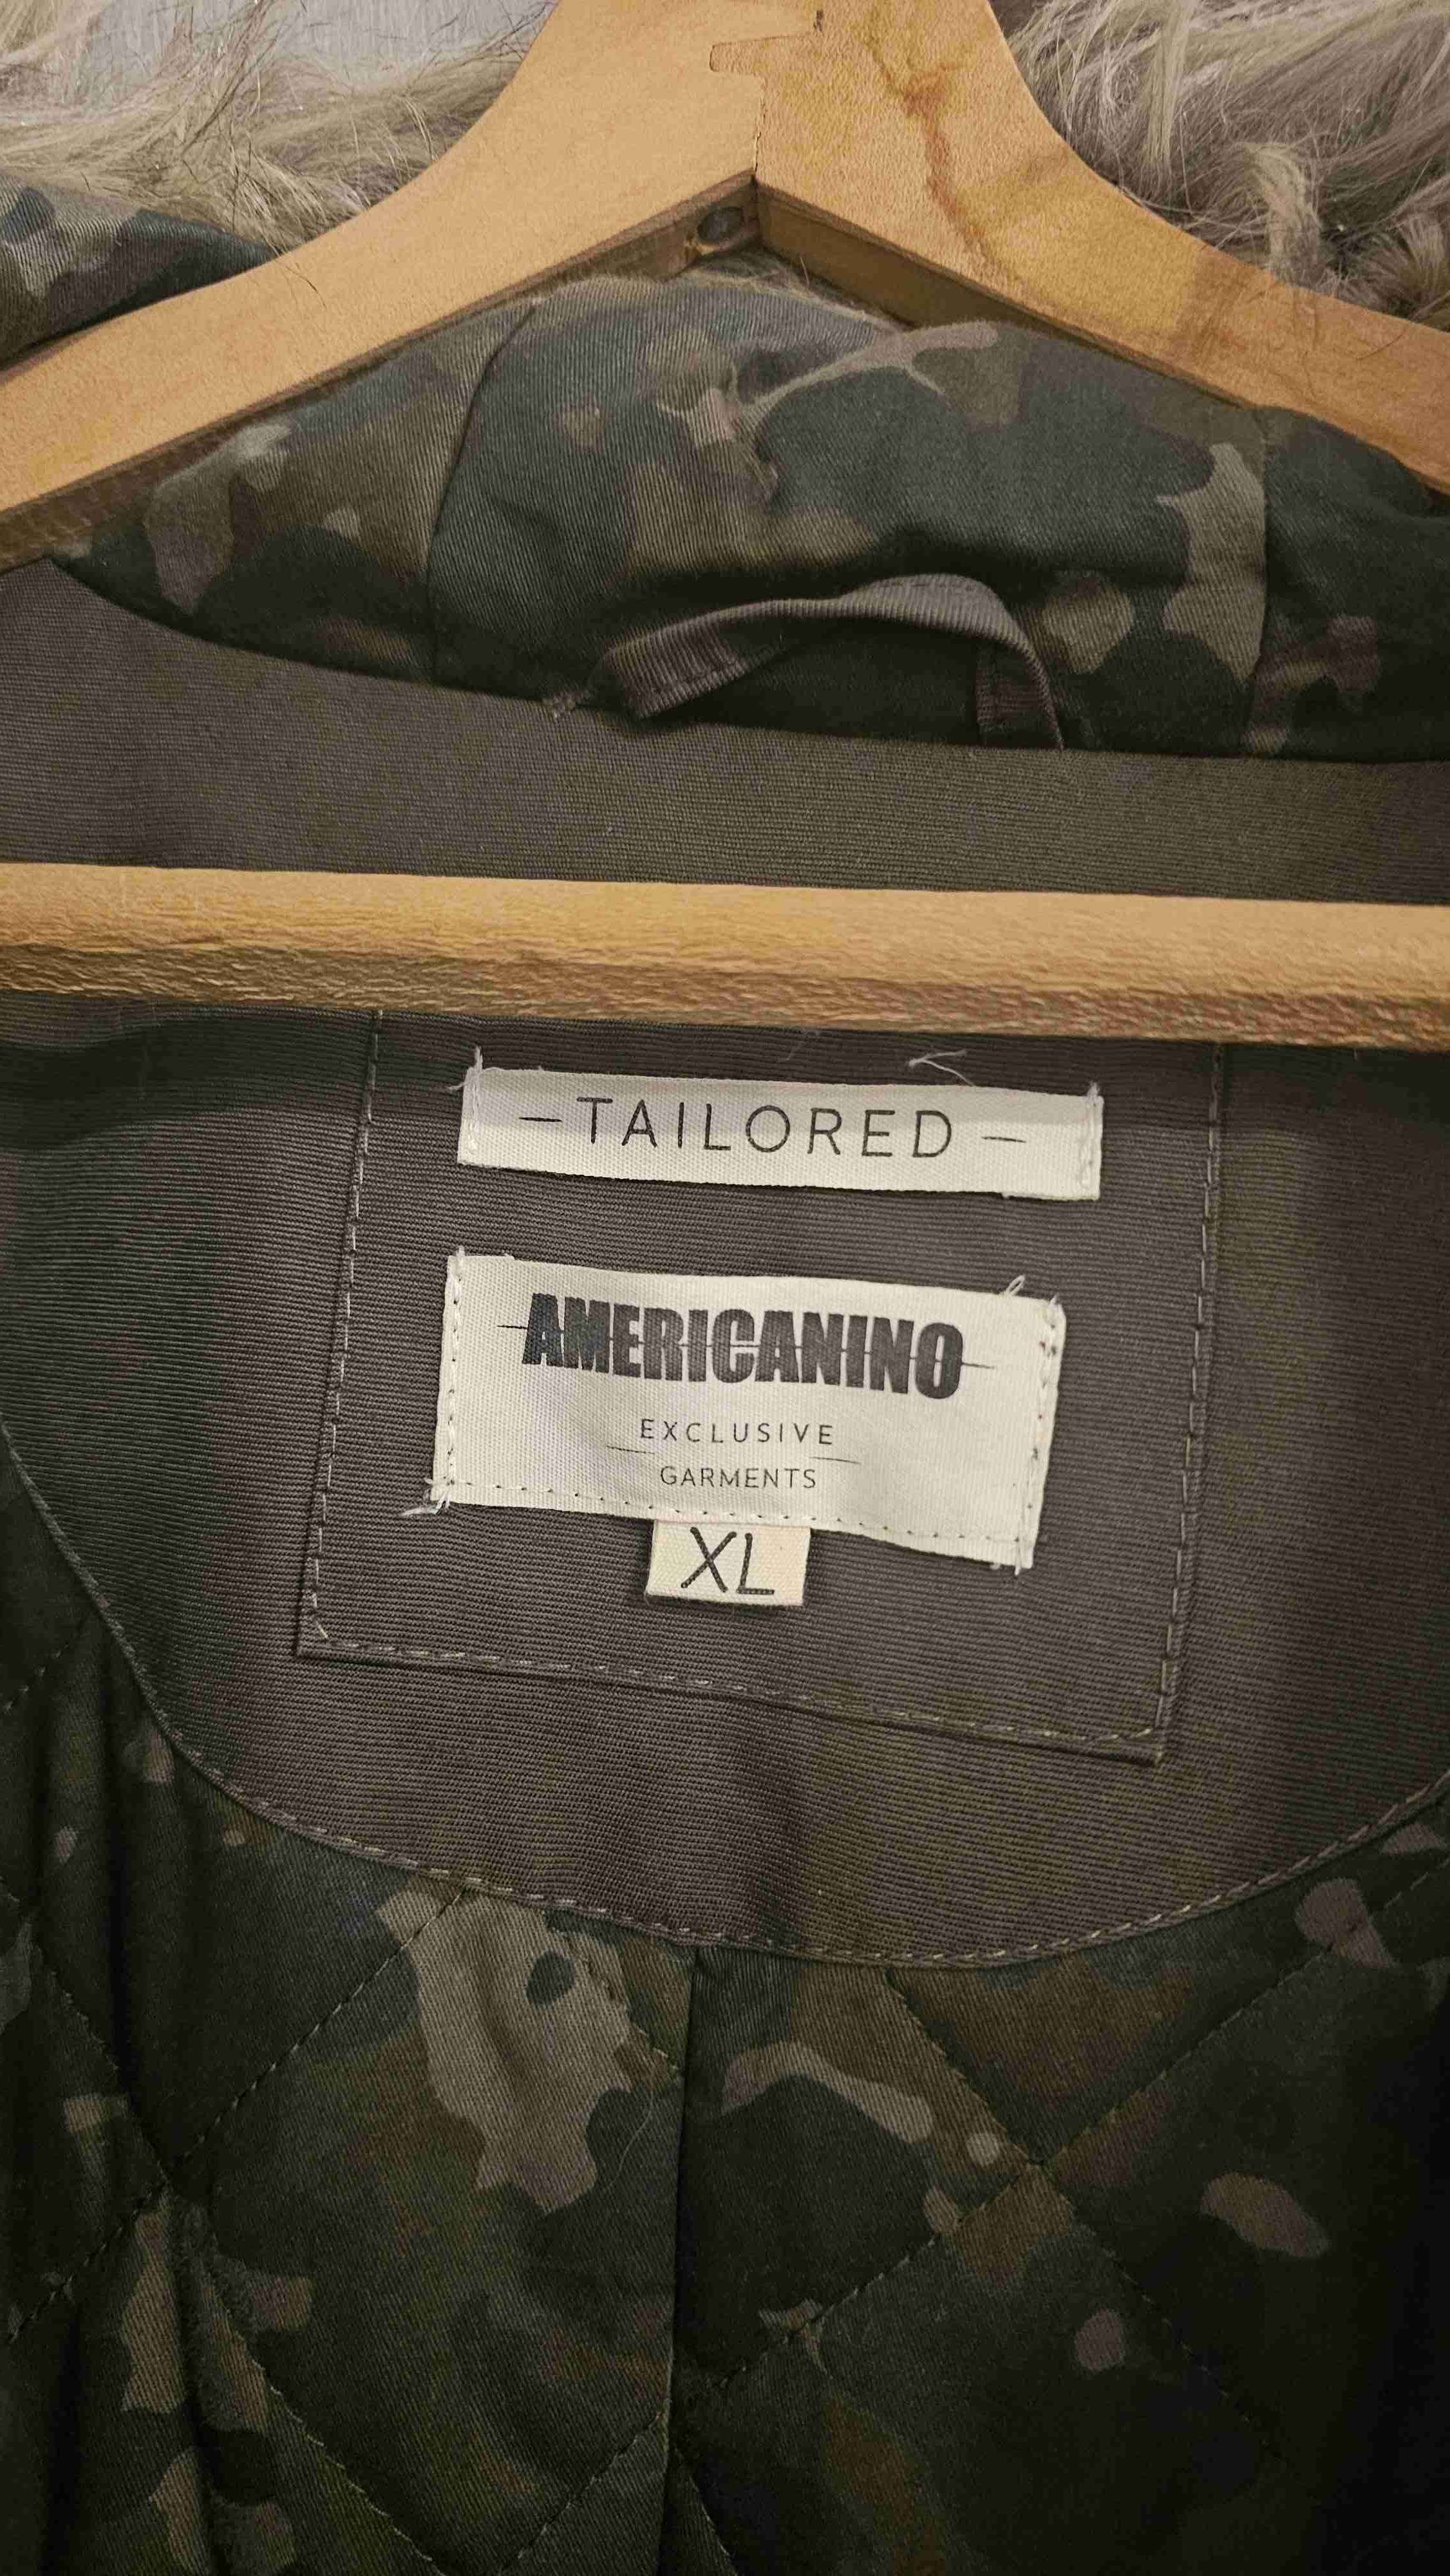 – TAILORED –
AMERICANINO
EXCLUSIVE
GARMENTS
XL